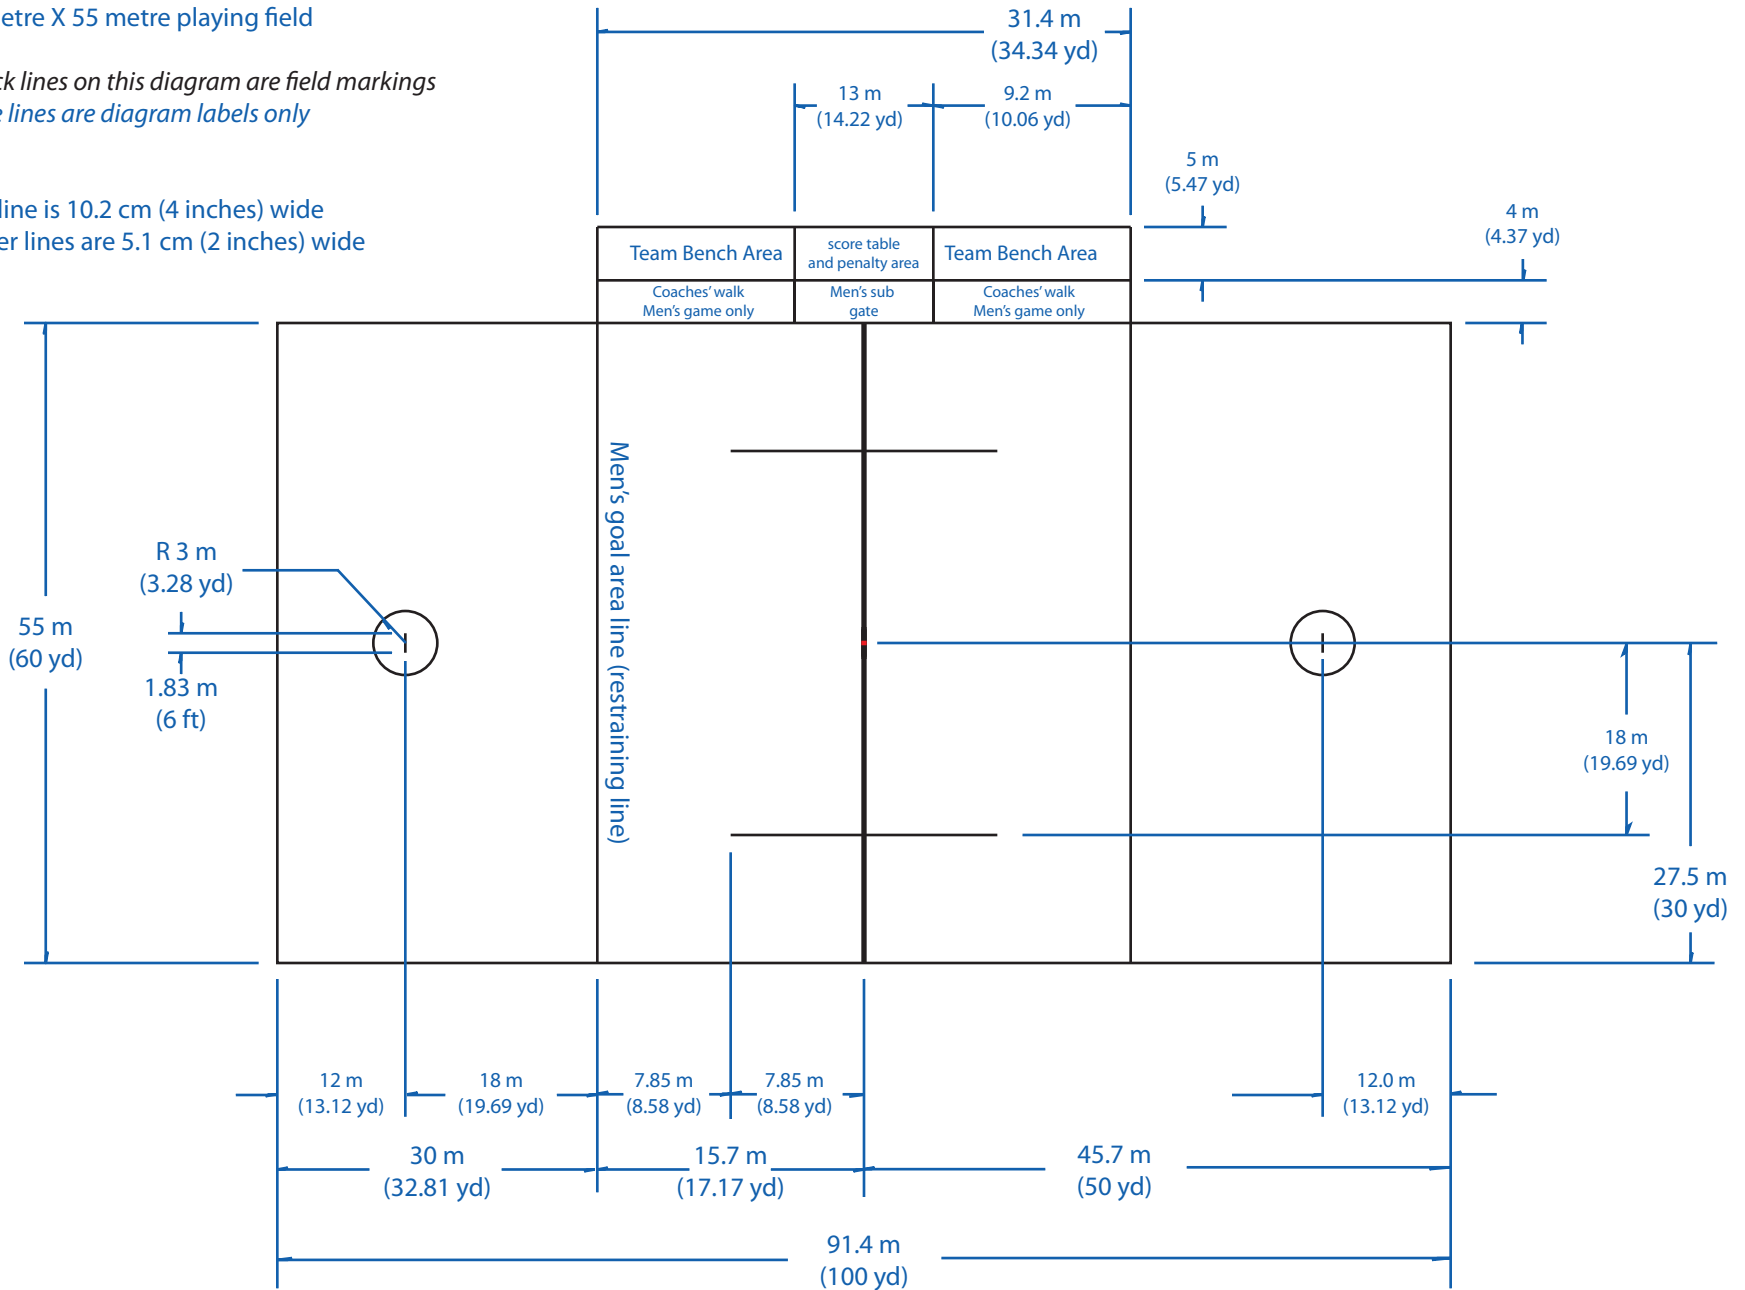 X 55 metre playing field
lines on this diagram are field markings
lines are diagram labels only
line is 10.2 cm (4 inches) wide
lines are 5.1 cm (2 inches) wide
31.4 m
(34.34 yd)
13 m
(14.22 yd)
9.2 m
(10.06 yd)
5 m
(5.47 yd)
4 m
(4.37 yd)
Team Bench Area
score table
and penalty area
Team Bench Area
Coaches' walk
Men's game only
Men's sub
gate
Coaches' walk
Men's game only
Men's goal area line (restraining line)
R 3 m
(3.28 yd)
55 m
(60 yd)
1.83 m
(6 ft)
18 m
(19.69 yd)
27.5 m
(30 yd)
12 m
(13.12 yd)
18 m
(19.69 yd)
7.85 m
(8.58 yd)
7.85 m
(8.58 yd)
12.0 m
(13.12 yd)
30 m
(32.81 yd)
15.7 m
(17.17 yd)
45.7 m
(50 yd)
91.4 m
(100 yd)